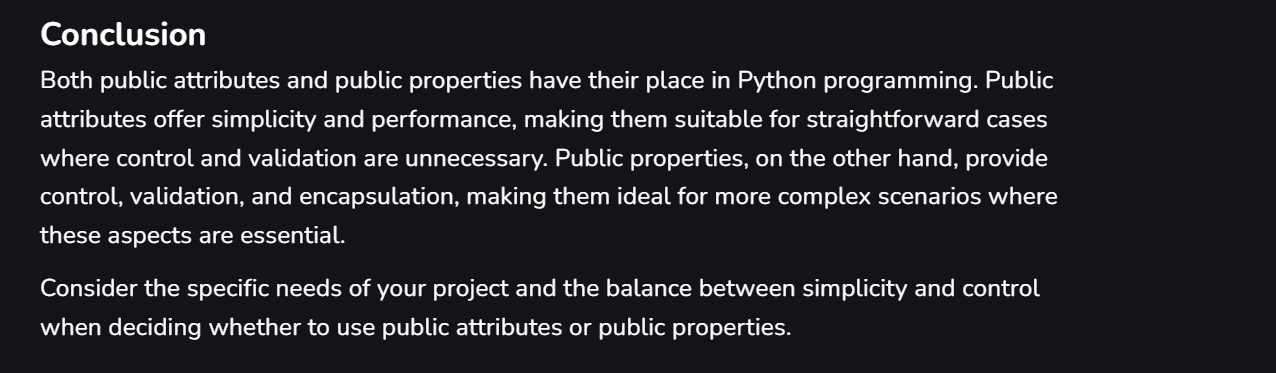 Conclusion
Both public attributes and public properties have their place in Python programming. Public
attributes offer simplicity and performance, making them suitable for straightforward cases
where control and validation are unnecessary. Public properties, on the other hand, provide
control, validation, and encapsulation, making them ideal for more complex scenarios where
these aspects are essential.
Consider the specific needs of your project and the balance between simplicity and control
when deciding whether to use public attributes or public properties.